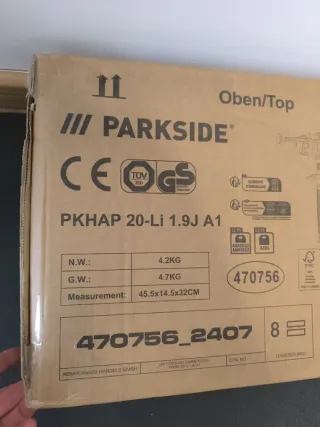 Oben/Top
/// PARKSIDE®
CE
TÜV
GS
PKHAP 20-Li 1.9J A1
N.W.: 4.2KG
G.W.: 4.7KG
Measurement: 45.5x14.5x32CM
470756
FSC
470756_2407
8